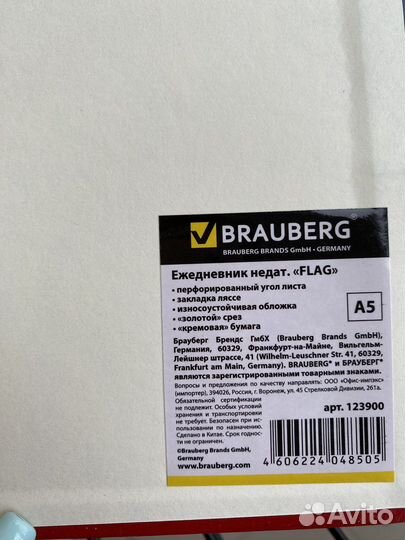 BRAUBERG
BRAUBERG BRANDS GmbH • GERMANY
Ежедневник недат. «FLAG»
• перфорированный угол листа
• закладка ляссе
• износоустойчивая обложка
• «золотой» срез
• «кремовая» бумага
A5
Брауберг Брендс ГмбХ (Brauberg Brands GmbH),
Германия, 60329, Франкфурт-на-Майне, Вильгельм-
Лейшнер штрассе, 41 (Wilhelm-Leuschner Str. 41, 60329,
Frankfurt am Main, Germany). BRAUBERG® и БРАУБЕРГ®
являются зарегистрированными товарными знаками.
Вопросы и предложения по качеству направлять: ООО «Офис-импэкс»
(импортер), 394026, Россия, г. Воронеж, ул. 45 Стрелковой Дивизии, 261а.
Обязательной сертификации
не подлежит. Особых условий
хранения и транспортировки
не требует. Безопасен при ис-
пользовании по назначению.
Сделано в Китае. Срок годнос-
ти не ограничен.
©Brauberg Brands GmbH,
Germany
www.brauberg.com
арт. 123900
4 606224 048505
Avito